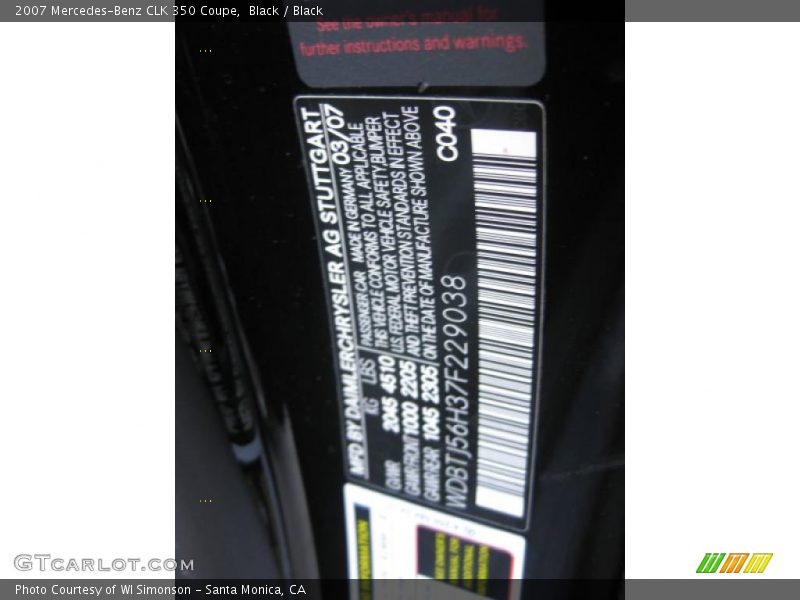 2007 Mercedes-Benz CLK 350 Coupe, Black / Black
See the owner's manual for
further instructions and warnings.
MFD BY DAIMLERCHRYSLER AG STUTTGART
KG LBS PASSENGER CAR MADE IN GERMANY 03/07
GVWR 2045 4510 THIS VEHICLE CONFORMS TO ALL APPLICABLE
GAWR FRONT 1000 2205 U.S. FEDERAL MOTOR VEHICLE SAFETY, BUMPER
GAWR REAR 1045 2305 AND THEFT PREVENTION STANDARDS IN EFFECT
ON THE DATE OF MANUFACTURE SHOWN ABOVE
WDBTJ56H37F229038 C040
INFORMATION
GTCarLot.com
Photo Courtesy of WI Simonson - Santa Monica, CA